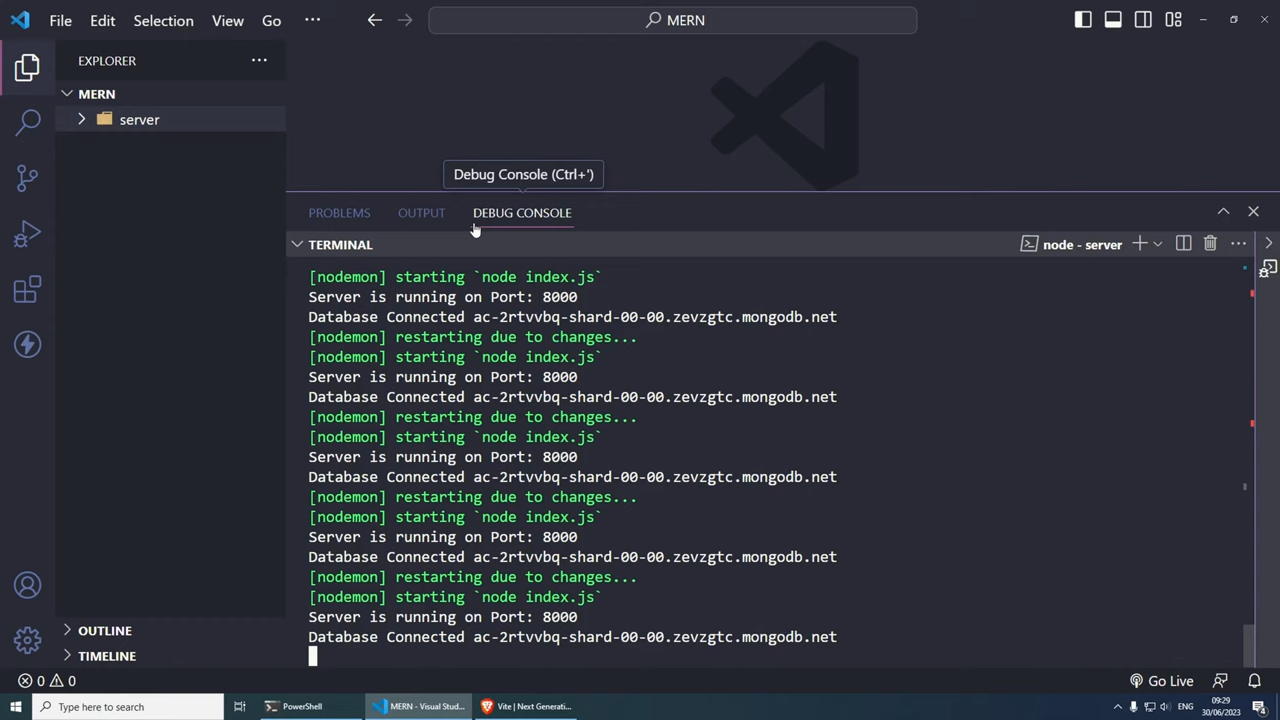 File Edit Selection View Go ··· MERN
EXPLORER ···
MERN
server
Debug Console (Ctrl+')
PROBLEMS OUTPUT DEBUG CONSOLE
TERMINAL node - server ···
[nodemon] starting `node index.js`
Server is running on Port: 8000
Database Connected ac-2rtvvbq-shard-00-00.zevzgtc.mongodb.net
[nodemon] restarting due to changes...
[nodemon] starting `node index.js`
Server is running on Port: 8000
Database Connected ac-2rtvvbq-shard-00-00.zevzgtc.mongodb.net
[nodemon] restarting due to changes...
[nodemon] starting `node index.js`
Server is running on Port: 8000
Database Connected ac-2rtvvbq-shard-00-00.zevzgtc.mongodb.net
[nodemon] restarting due to changes...
[nodemon] starting `node index.js`
Server is running on Port: 8000
Database Connected ac-2rtvvbq-shard-00-00.zevzgtc.mongodb.net
[nodemon] restarting due to changes...
[nodemon] starting `node index.js`
Server is running on Port: 8000
Database Connected ac-2rtvvbq-shard-00-00.zevzgtc.mongodb.net
OUTLINE
TIMELINE
0 0 Go Live
Type here to search PowerShell MERN - Visual Stud... Vite | Next Generati... ENG 09:29
30/06/2023 4